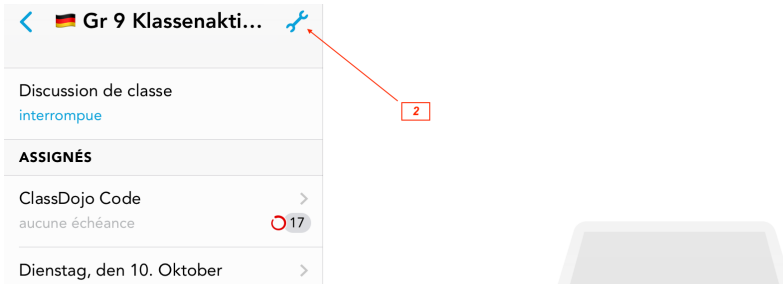 🇩🇪 Gr 9 Klassenakti...
2
Discussion de classe
interrompue
ASSIGNÉS
ClassDojo Code
aucune échéance
17
Dienstag, den 10. Oktober